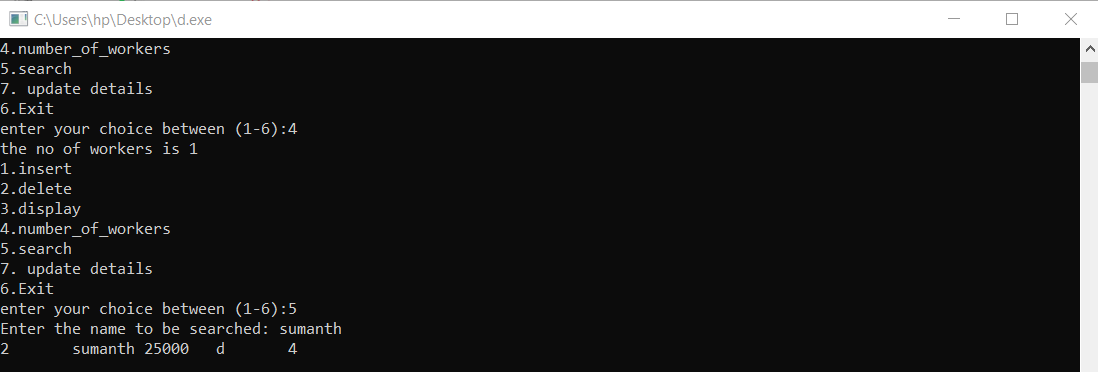 C:\Users\hp\Desktop\d.exe
4.number_of_workers
5.search
7. update details
6.Exit
enter your choice between (1-6):4
the no of workers is 1
1.insert
2.delete
3.display
4.number_of_workers
5.search
7. update details
6.Exit
enter your choice between (1-6):5
Enter the name to be searched: sumanth
2       sumanth 25000   d       4